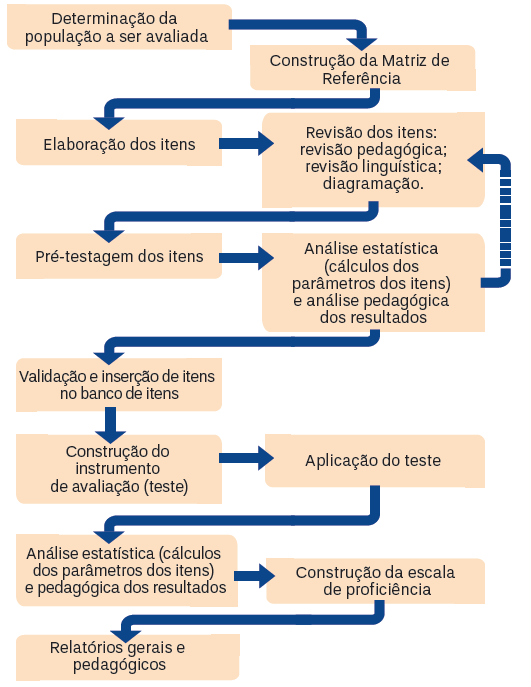 Determinação da
população a ser avaliada
Construção da Matriz de
Referência
Elaboração dos itens
Revisão dos itens:
revisão pedagógica;
revisão linguística;
diagramação.
Pré-testagem dos itens
Análise estatística
(cálculos dos
parâmetros dos itens)
e análise pedagógica
dos resultados
Validação e inserção de itens
no banco de itens
Construção do
instrumento
de avaliação (teste)
Aplicação do teste
Análise estatística (cálculos
dos parâmetros dos itens)
e pedagógica dos resultados
Construção da escala
de proficiência
Relatórios gerais e
pedagógicos